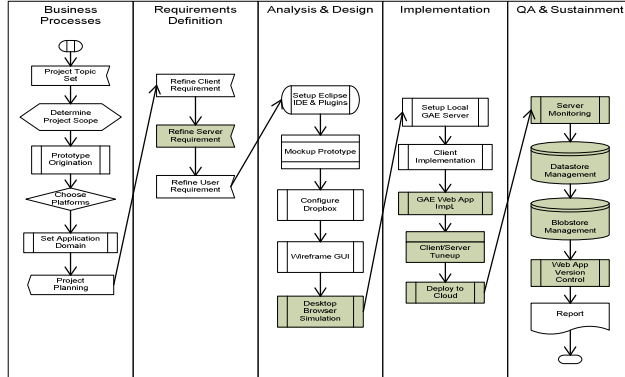 Business
Processes
Project Topic
Set
Determine
Project Scope
Prototype
Origination
Choose
Platforms
Set Application
Domain
Project
Planning
Requirements
Definition
Refine Client
Requirement
Refine Server
Requirement
Refine User
Requirement
Analysis & Design
Setup Eclipse
IDE & Plugins
Mockup Prototype
Configure
Dropbox
Wireframe GUI
Desktop
Browser
Simulation
Implementation
Setup Local
GAE Server
Client
Implementation
GAE Web App
Impl.
Client/Server
Tuneup
Deploy to
Cloud
QA & Sustainment
Server
Monitoring
Datastore
Management
Blobstore
Management
Web App
Version
Control
Report